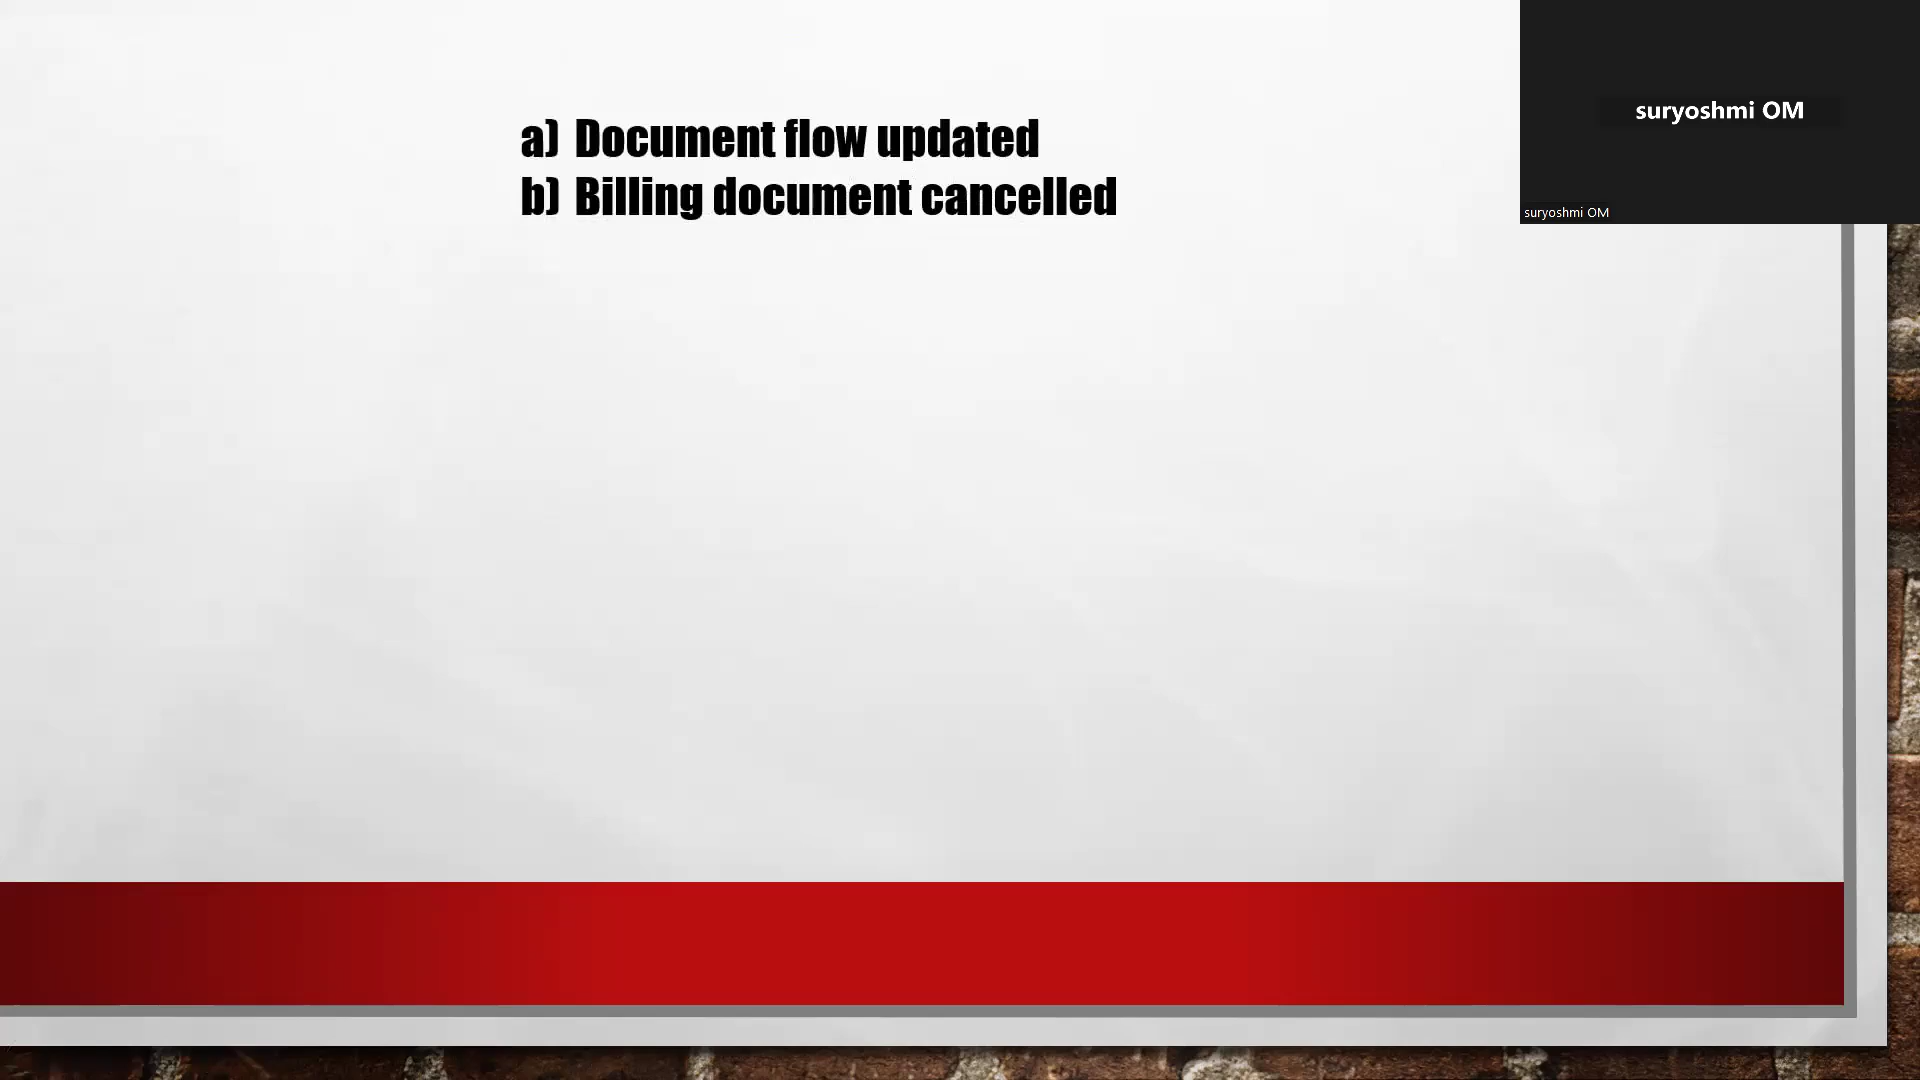 a) Document flow updated
b) Billing document cancelled
suryoshmi OM
suryoshmi OM